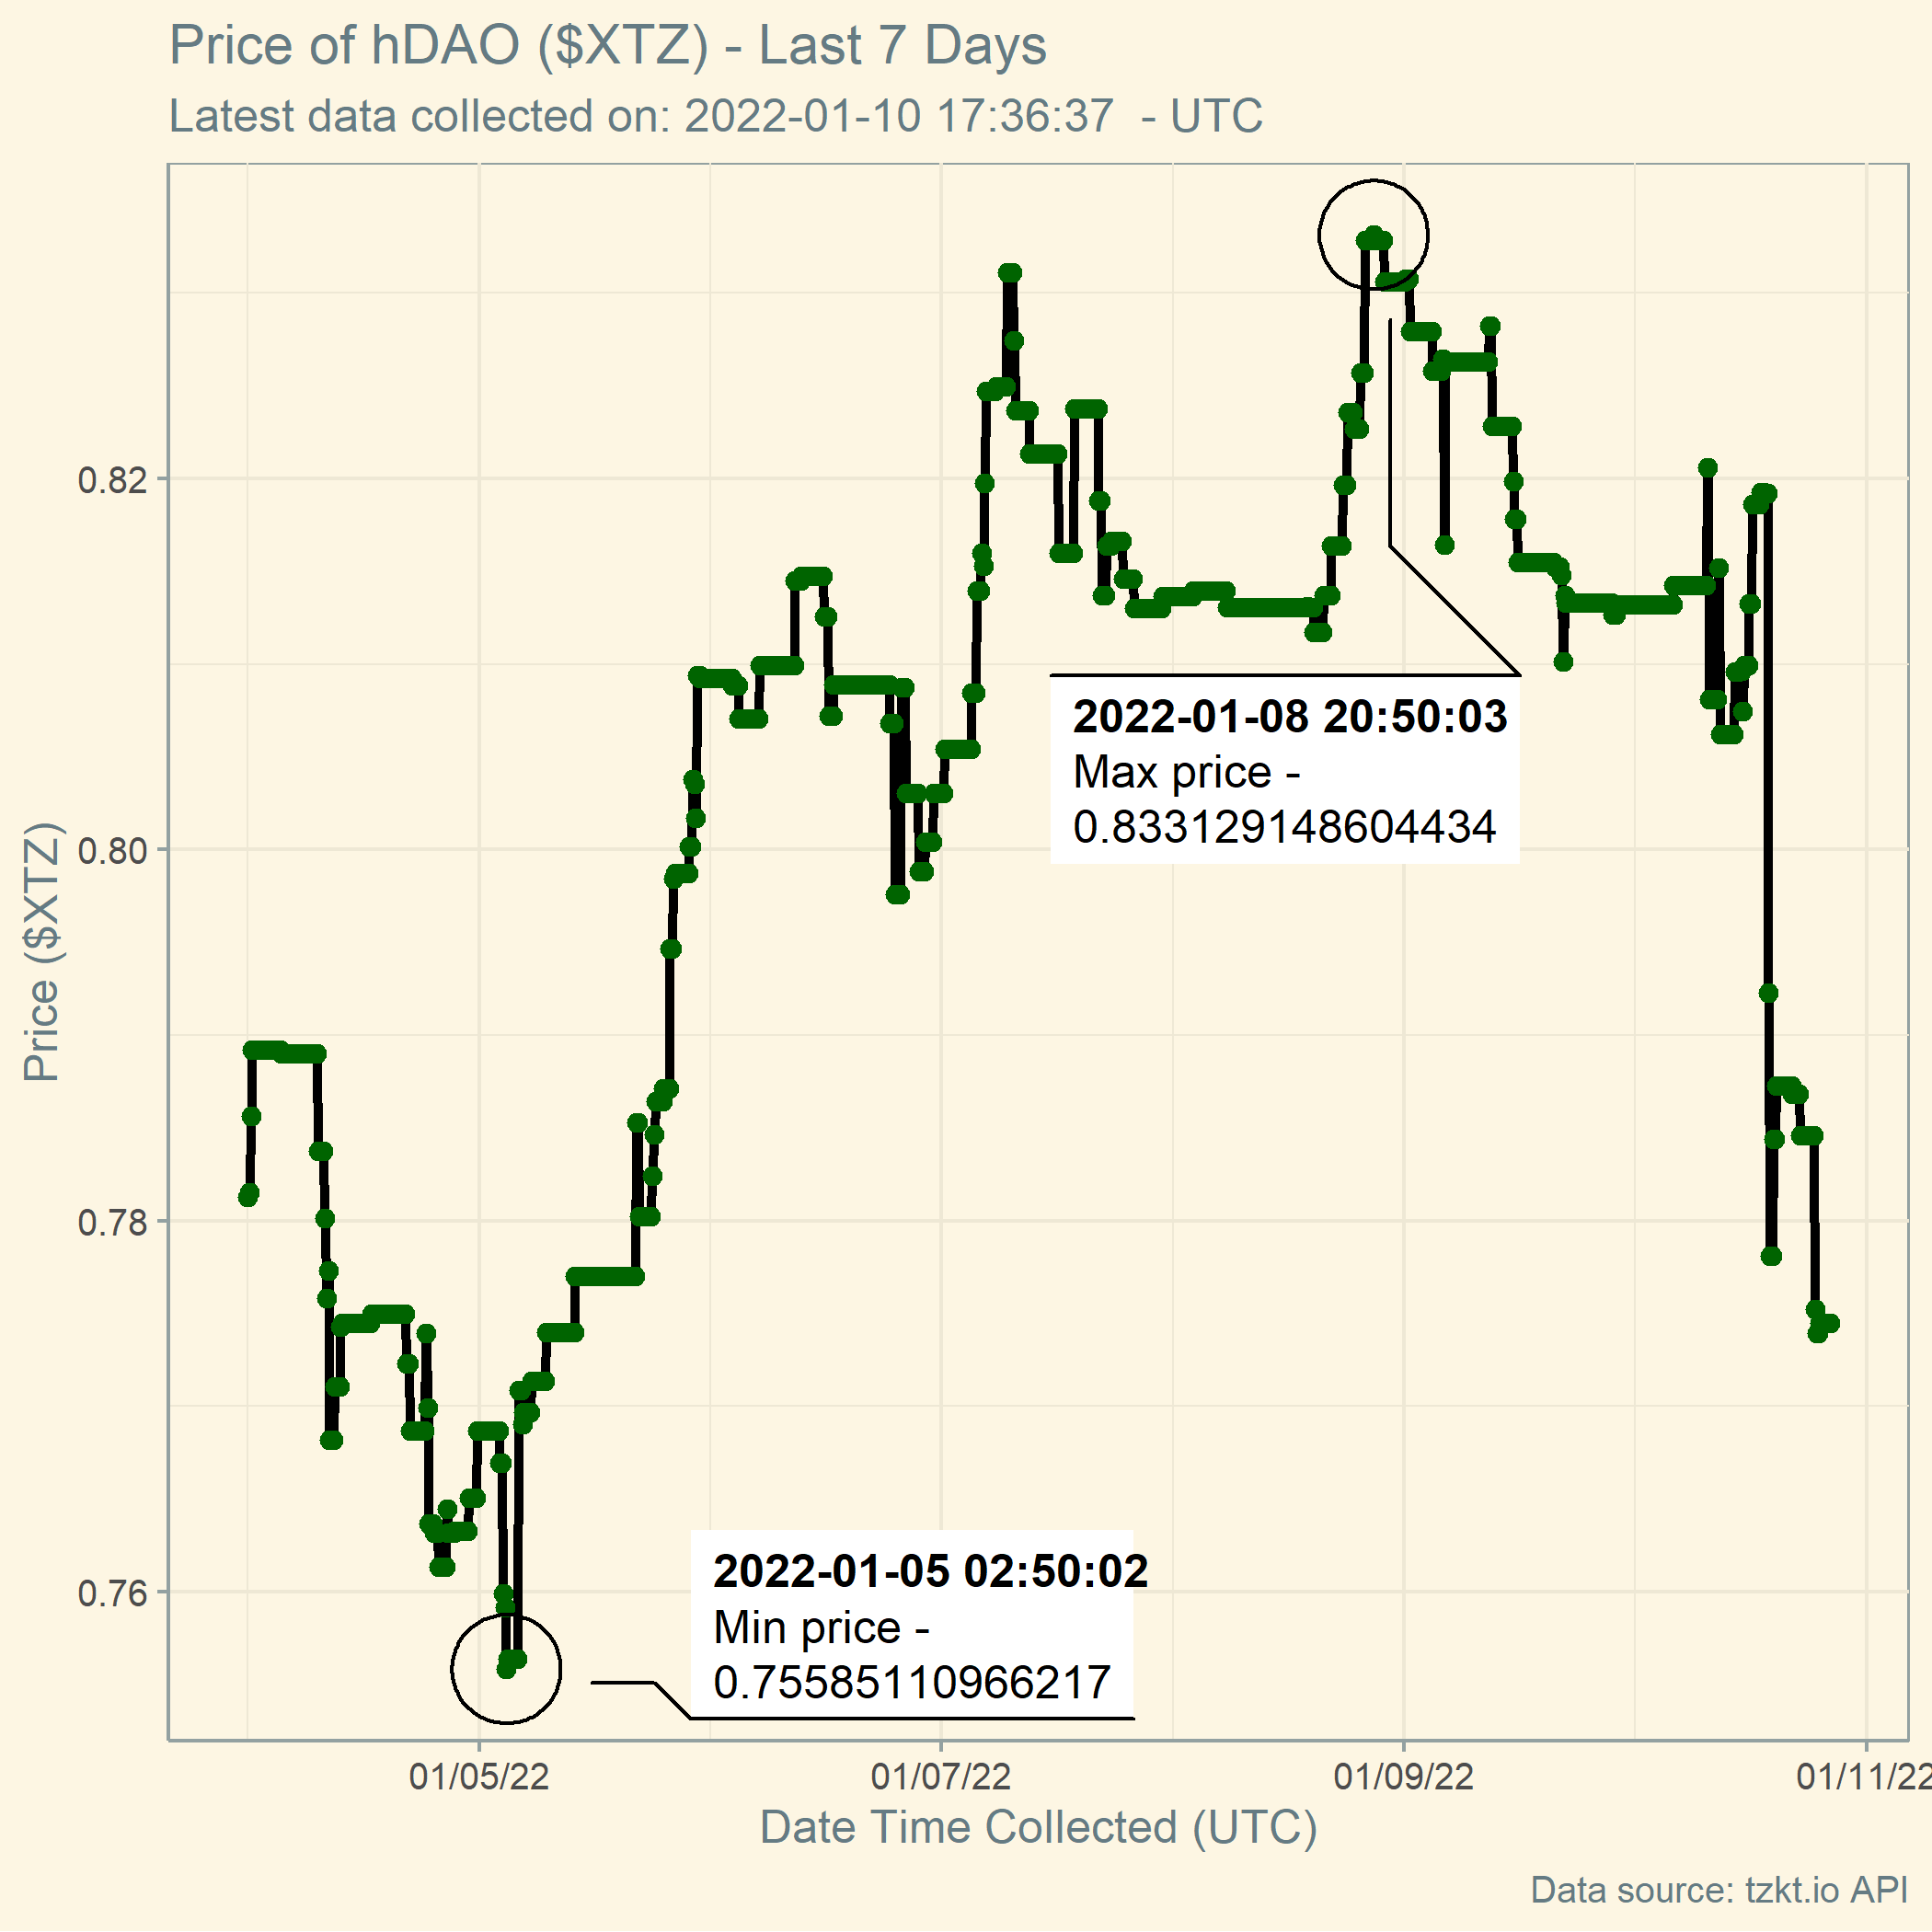 Price of hDAO ($XTZ) - Last 7 Days
Latest data collected on: 2022-01-10 17:36:37  - UTC
Price ($XTZ)
0.82
0.80
0.78
0.76
2022-01-08 20:50:03
Max price -
0.833129148604434
2022-01-05 02:50:02
Min price -
0.75585110966217
01/05/22
01/07/22
01/09/22
01/11/22
Date Time Collected (UTC)
Data source: tzkt.io API